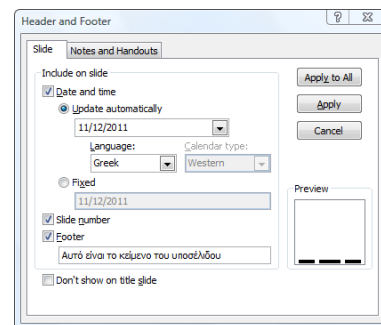 Header and Footer
Slide
Notes and Handouts
Include on slide
Date and time
Update automatically
11/12/2011
Language:
Calendar type:
Greek
Western
Fixed
11/12/2011
Slide number
Footer
Αυτό είναι το κείμενο του υποσέλιδου
Don't show on title slide
Apply to All
Apply
Cancel
Preview